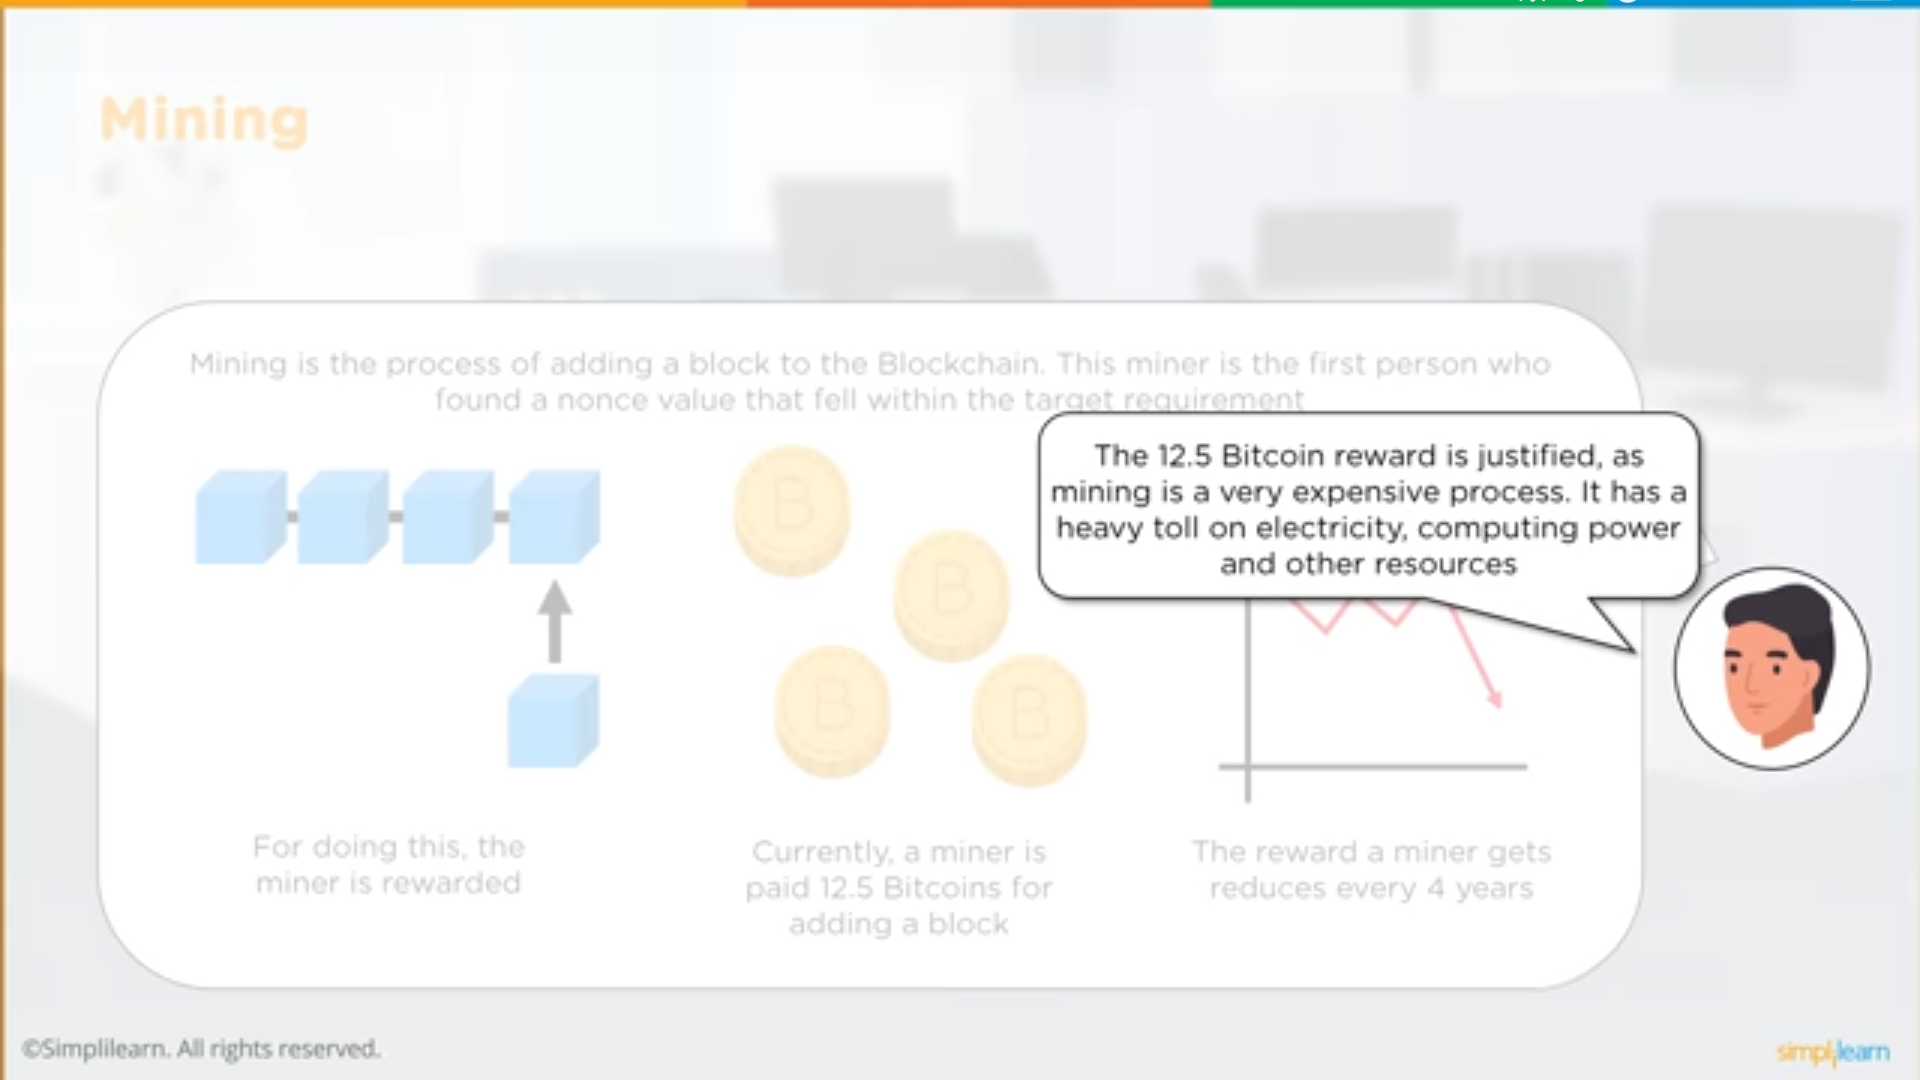 Mining
Mining is the process of adding a block to the Blockchain. This miner is the first person who
found a nonce value that fell within the target requirement
The 12.5 Bitcoin reward is justified, as
mining is a very expensive process. It has a
heavy toll on electricity, computing power
and other resources
B
B
B
B
For doing this, the
miner is rewarded
Currently, a miner is
paid 12.5 Bitcoins for
adding a block
The reward a miner gets
reduces every 4 years
©Simplilearn. All rights reserved.
simplilearn